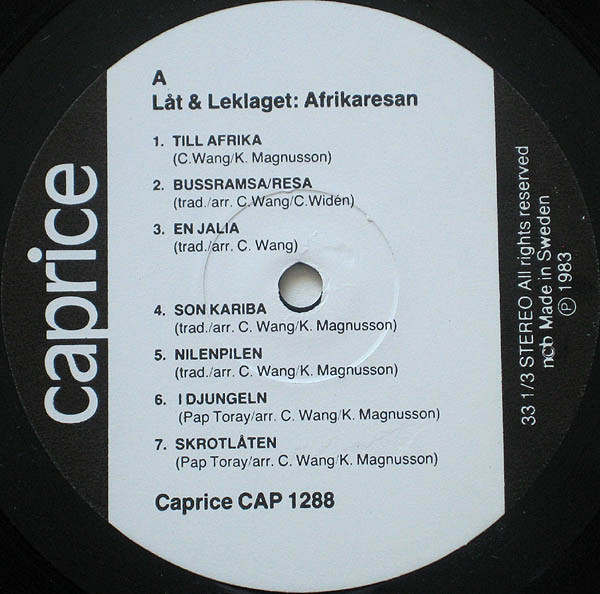 caprice
A
Låt & Leklaget: Afrikaresan
1. TILL AFRIKA
(C.Wang/K. Magnusson)
2. BUSSRAMSA/RESA
(trad./arr. C.Wang/C.Widén)
3. EN JALIA
(trad./arr. C. Wang)
4. SON KARIBA
(trad./arr. C. Wang/K. Magnusson)
5. NILENPILEN
(trad./arr. C. Wang/K. Magnusson)
6. I DJUNGELN
(Pap Toray/arr. C. Wang/K. Magnusson)
7. SKROTLÅTEN
(Pap Toray/arr. C. Wang/K. Magnusson)
Caprice CAP 1288
33 1/3 STEREO All rights reserved
ncb Made in Sweden
Ⓟ 1983